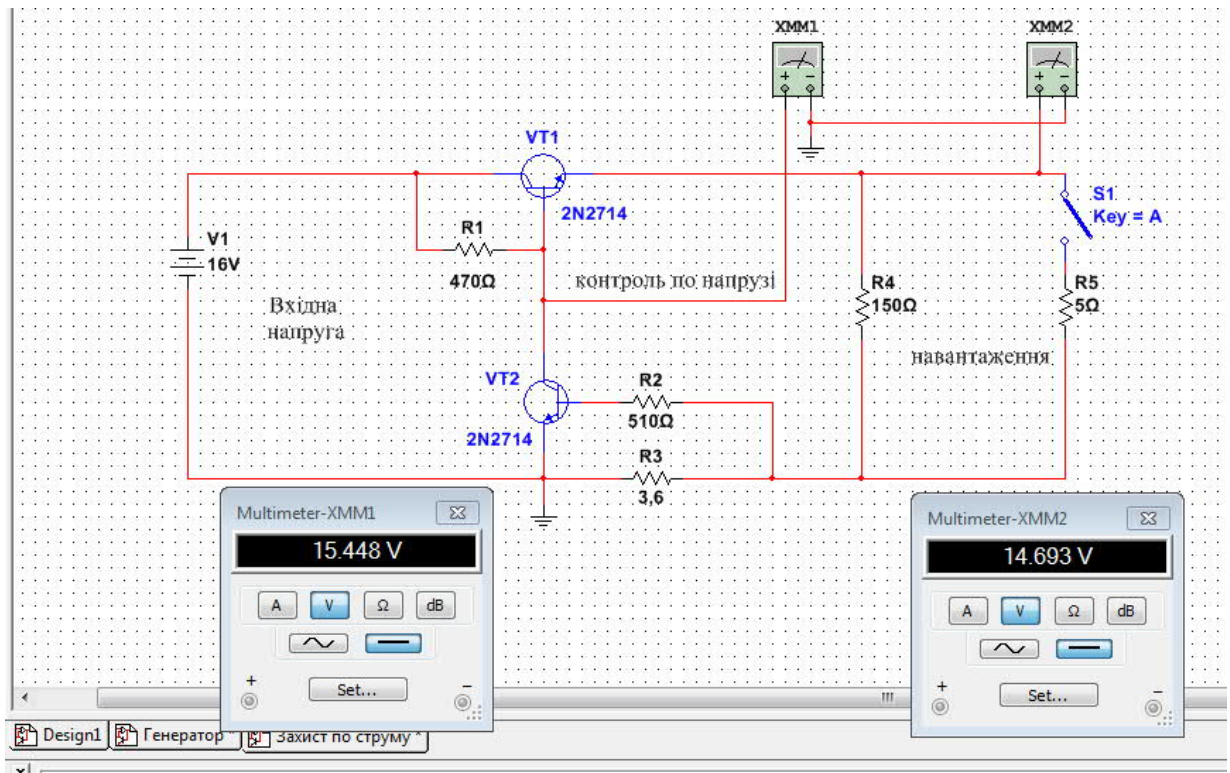 XMM1
XMM2
VT1
2N2714
S1
Key = A
V1
16V
R1
470Ω
контроль по напрузі
R4
150Ω
R5
5Ω
Вхідна
напруга
навантаження
VT2
2N2714
R2
510Ω
R3
3,6
Multimeter-XMM1
15.448 V
A V Ω dB
+ Set... -
Multimeter-XMM2
14.693 V
A V Ω dB
+ Set... -
Design1 Генератор * Захист по струму *